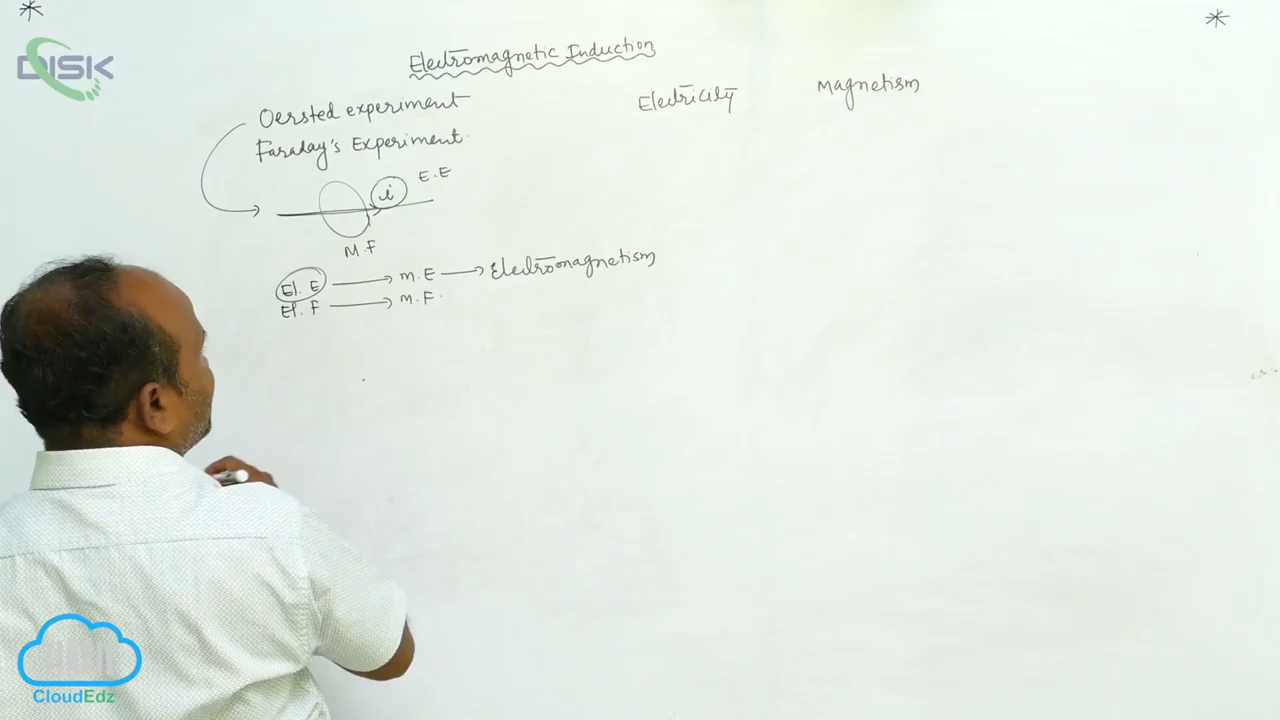 DISK
Electromagnetic Induction
Electricity
Magnetism
Oersted experiment
Faraday's Experiment.
i
E.E
M.F
El. E → M.E → Electromagnetism
El. F → M.F.
CloudEdz